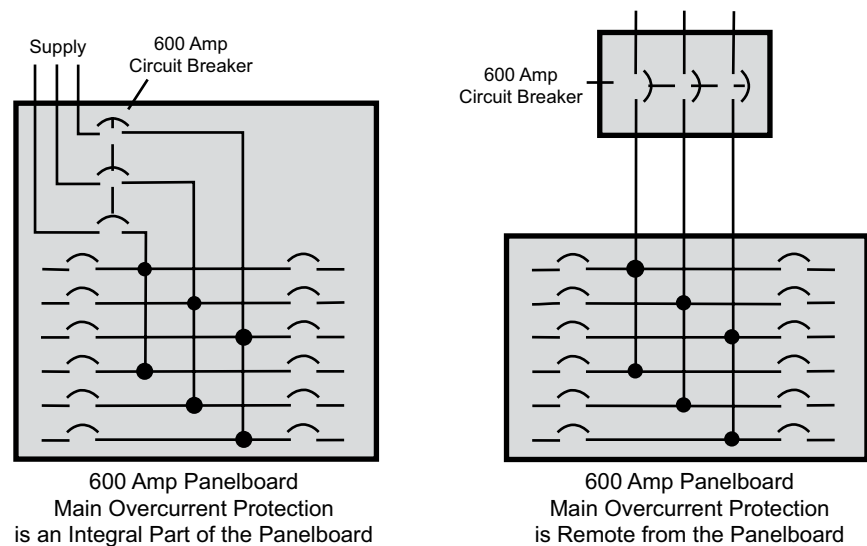 Supply
600 Amp
Circuit Breaker
600 Amp Panelboard
Main Overcurrent Protection
is an Integral Part of the Panelboard
600 Amp
Circuit Breaker
600 Amp Panelboard
Main Overcurrent Protection
is Remote from the Panelboard